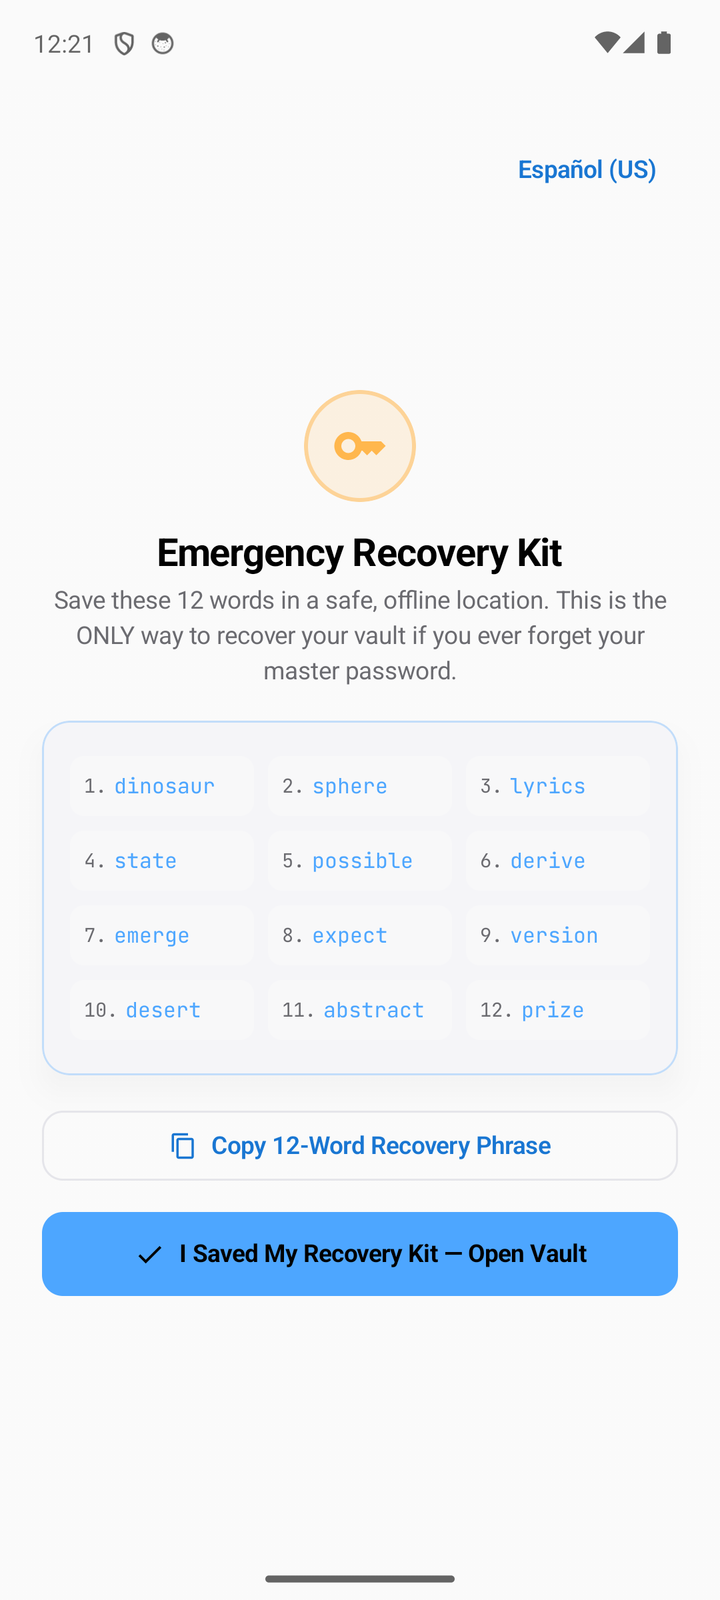 12:21
Español (US)
Emergency Recovery Kit
Save these 12 words in a safe, offline location. This is the
ONLY way to recover your vault if you ever forget your
master password.
1. dinosaur 2. sphere 3. lyrics
4. state 5. possible 6. derive
7. emerge 8. expect 9. version
10. desert 11. abstract 12. prize
Copy 12-Word Recovery Phrase
I Saved My Recovery Kit — Open Vault